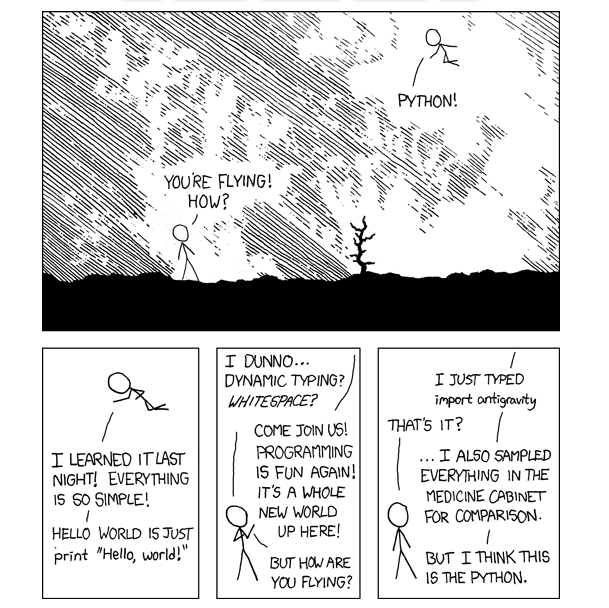 YOU'RE FLYING!
HOW?
PYTHON!
I LEARNED IT LAST
NIGHT! EVERYTHING
IS SO SIMPLE!
HELLO WORLD IS JUST
print "Hello, world!"
I DUNNO...
DYNAMIC TYPING?
WHITESPACE?
COME JOIN US!
PROGRAMMING
IS FUN AGAIN!
IT'S A WHOLE
NEW WORLD
UP HERE!
BUT HOW ARE
YOU FLYING?
I JUST TYPED
import antigravity
THAT'S IT?
...I ALSO SAMPLED
EVERYTHING IN THE
MEDICINE CABINET
FOR COMPARISON.
BUT I THINK THIS
IS THE PYTHON.